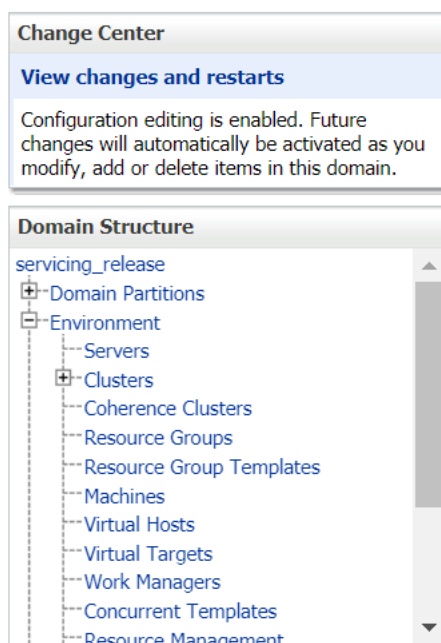 Change Center
View changes and restarts
Configuration editing is enabled. Future
changes will automatically be activated as you
modify, add or delete items in this domain.
Domain Structure
servicing_release
Domain Partitions
Environment
Servers
Clusters
Coherence Clusters
Resource Groups
Resource Group Templates
Machines
Virtual Hosts
Virtual Targets
Work Managers
Concurrent Templates
Resource Management